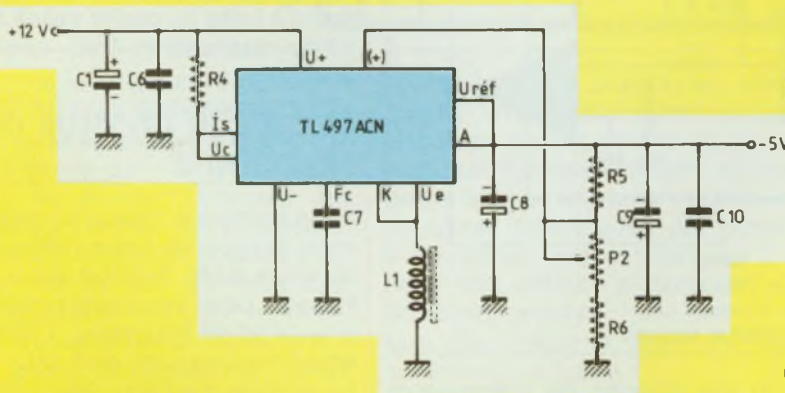 +12 V
+
C1
-
C6
R4
U+
(+)
Uréf
TL 497 ACN
İs
Uc
A
-5V
U-
Fc
K
Ue
C7
L1
-
C8
+
R5
-
C9
+
C10
P2
R6